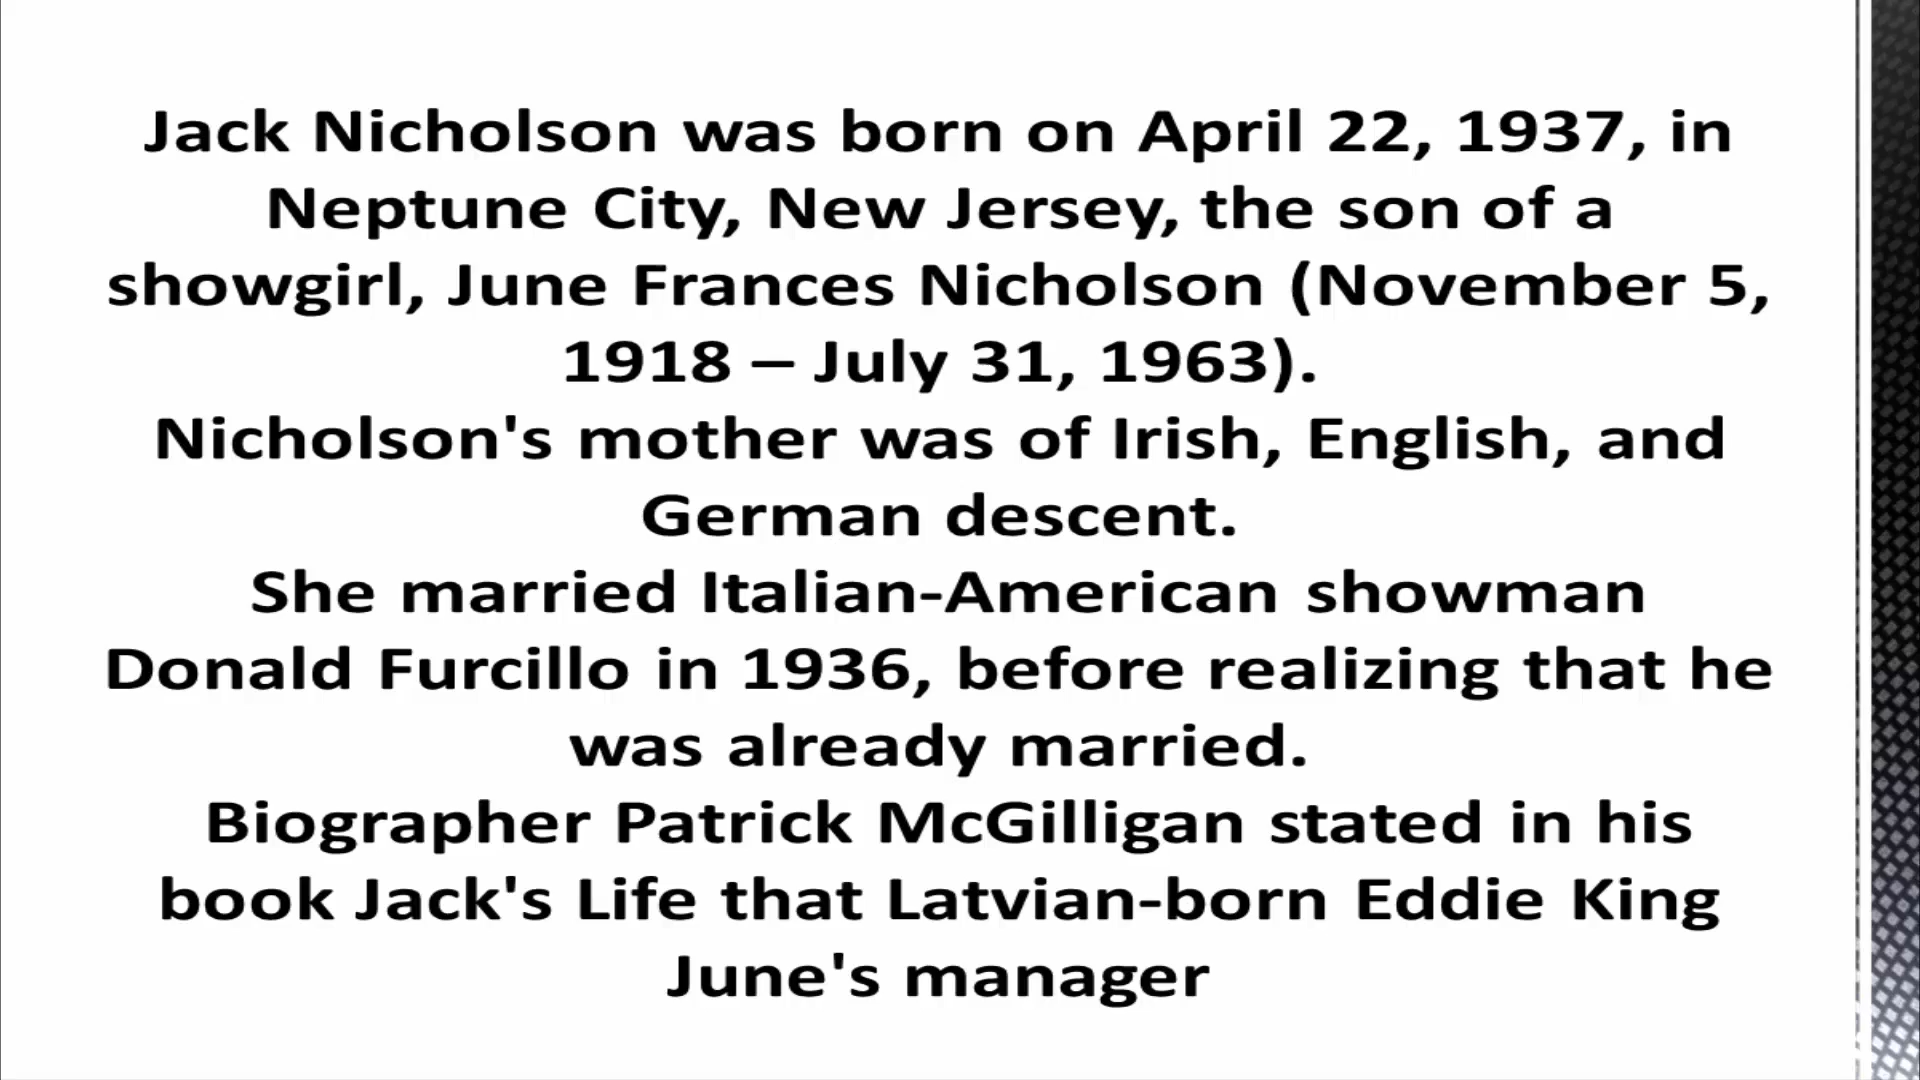 Jack Nicholson was born on April 22, 1937, in
Neptune City, New Jersey, the son of a
showgirl, June Frances Nicholson (November 5,
1918 – July 31, 1963).
Nicholson's mother was of Irish, English, and
German descent.
She married Italian-American showman
Donald Furcillo in 1936, before realizing that he
was already married.
Biographer Patrick McGilligan stated in his
book Jack's Life that Latvian-born Eddie King
June's manager